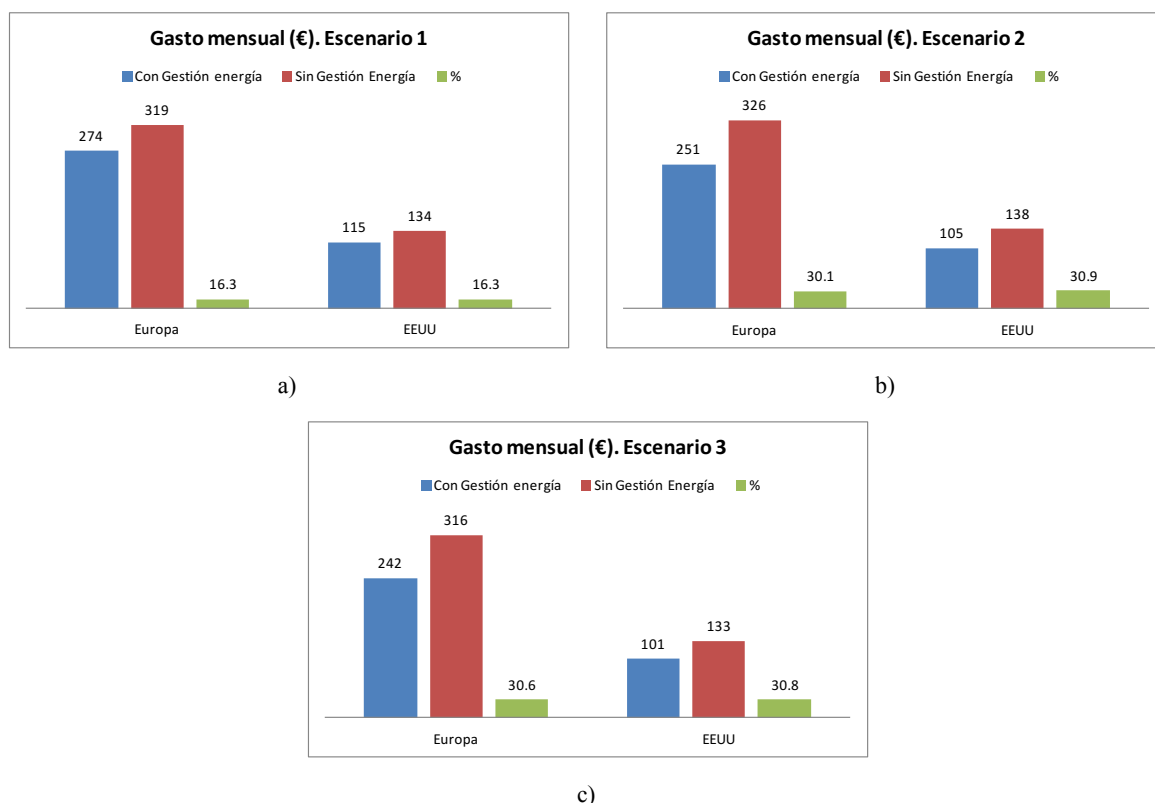 Gasto mensual (€). Escenario 1
Con Gestión energía Sin Gestión Energía %
274
319
16.3
115
134
16.3
Europa
EEUU
a)
Gasto mensual (€). Escenario 2
Con Gestión energía Sin Gestión Energía %
251
326
30.1
105
138
30.9
Europa
EEUU
b)
Gasto mensual (€). Escenario 3
Con Gestión energía Sin Gestión Energía %
242
316
30.6
101
133
30.8
Europa
EEUU
c)